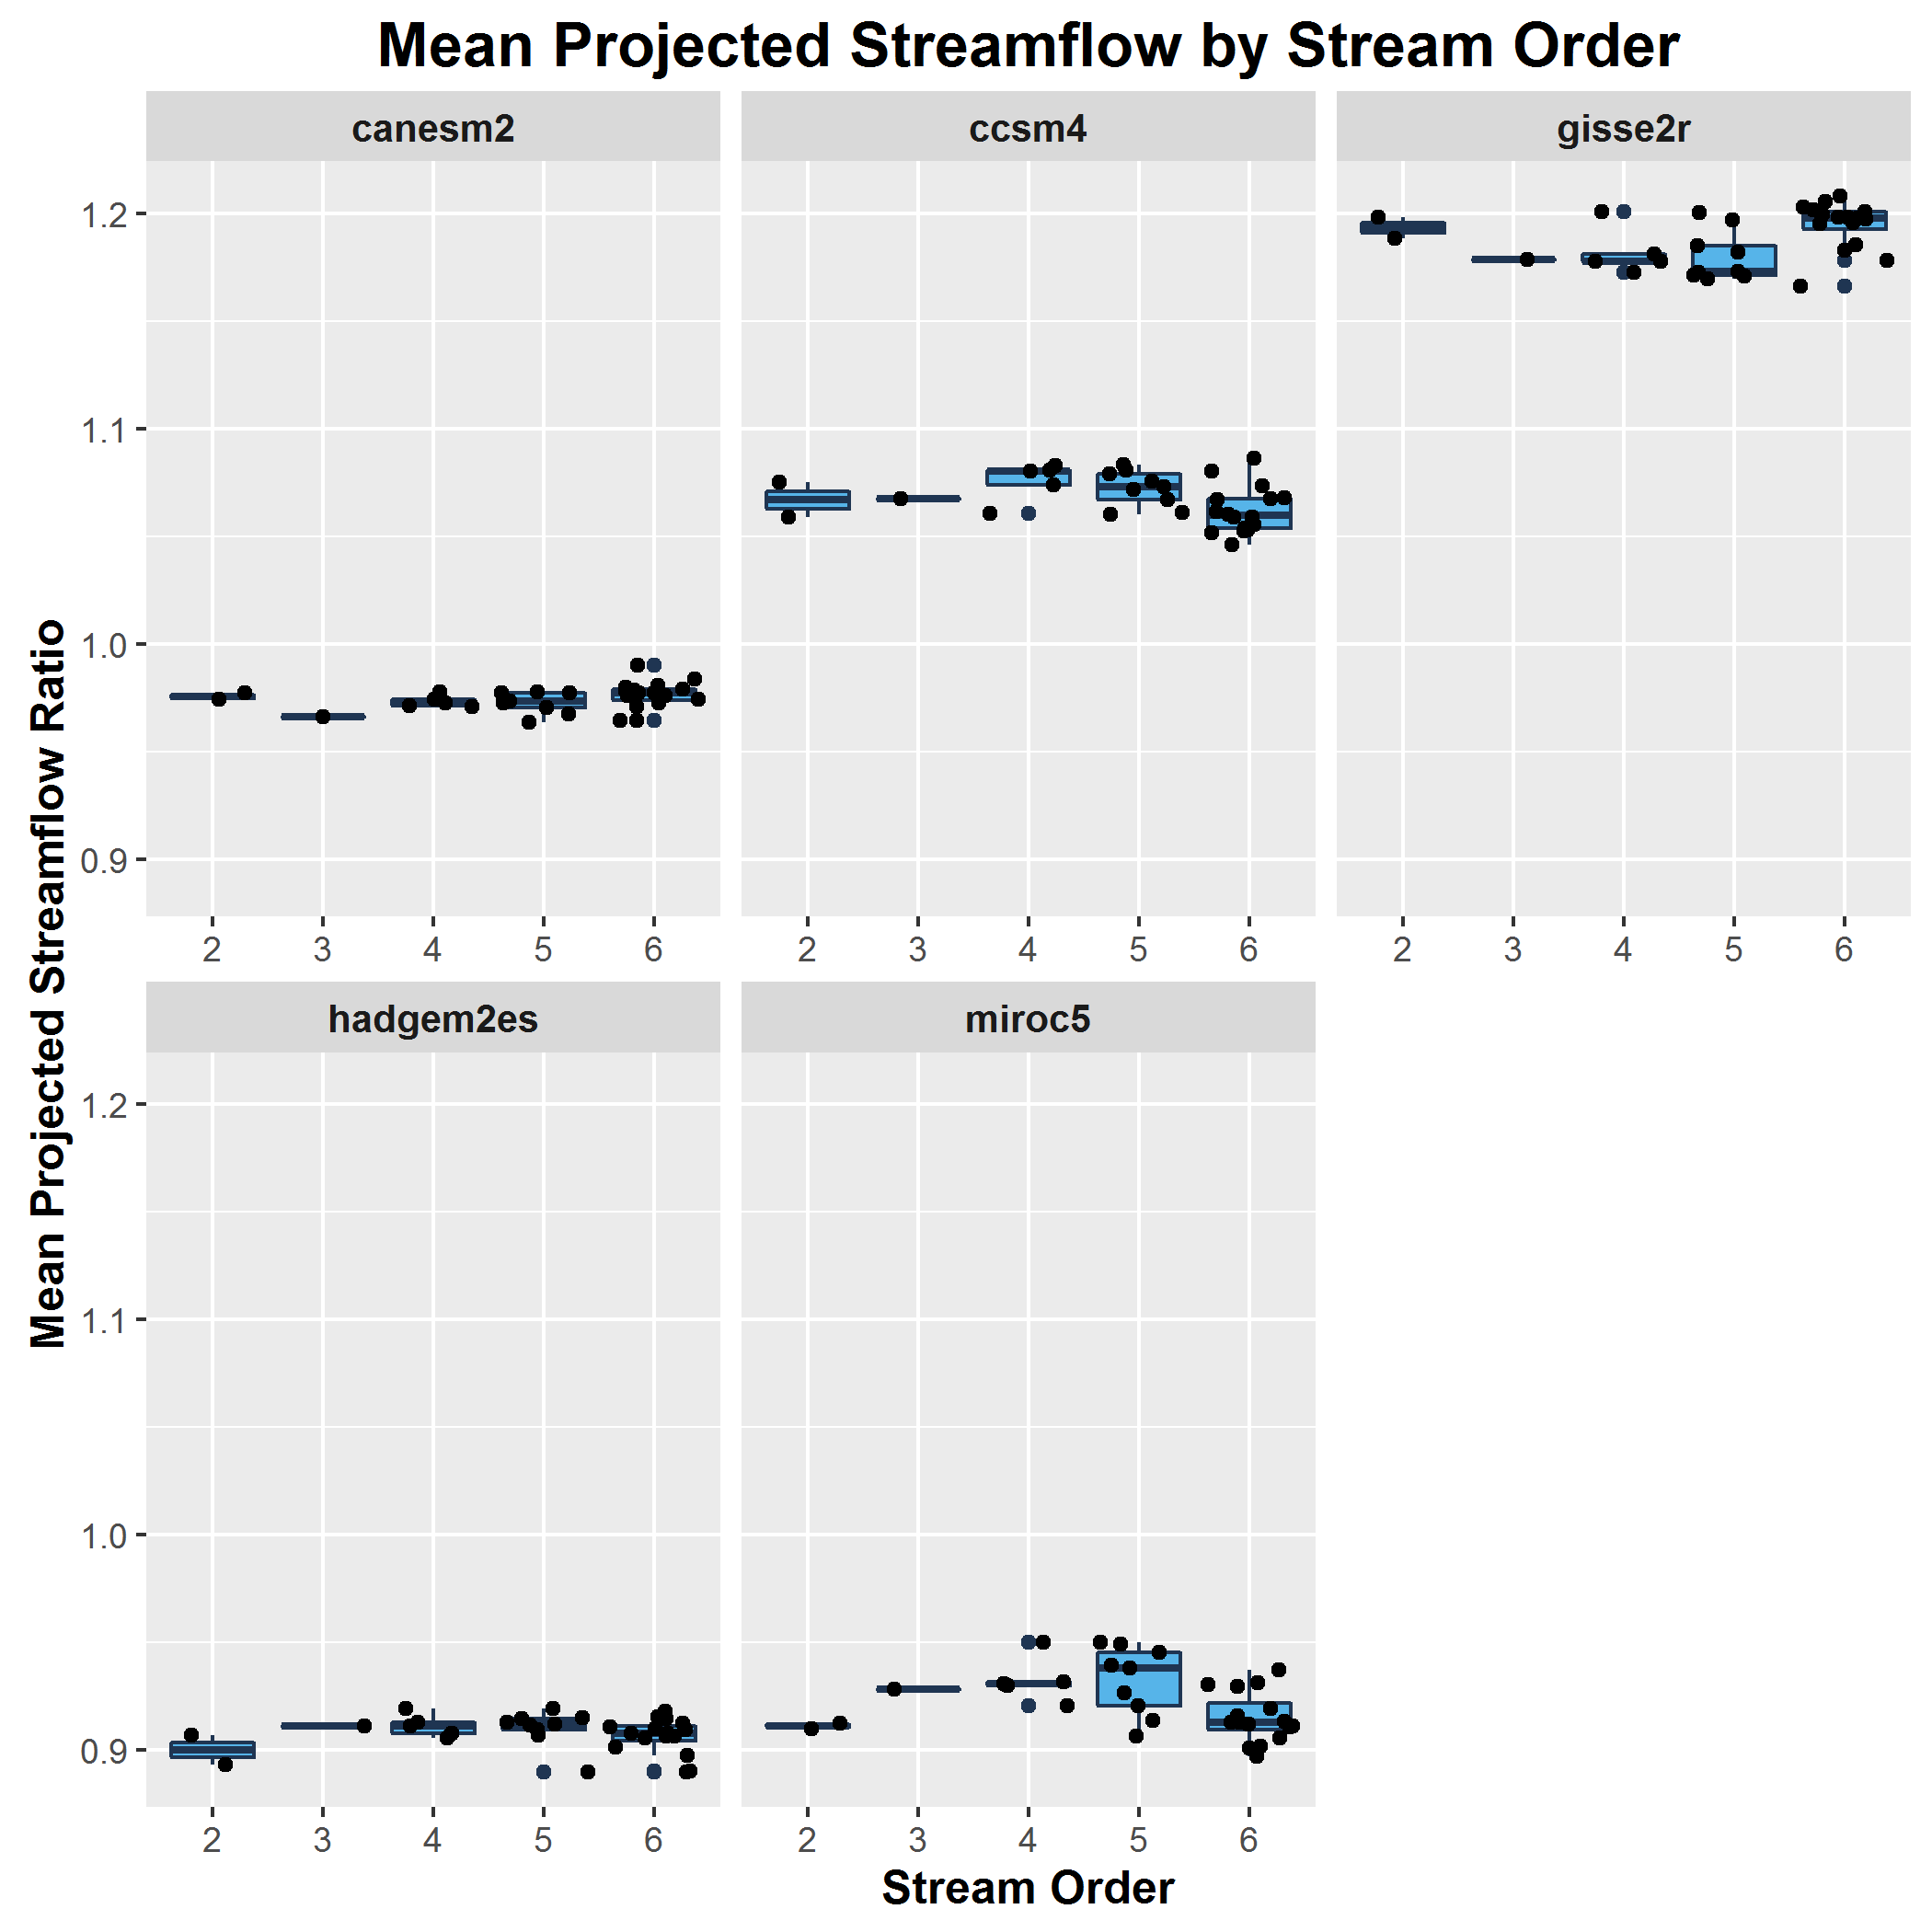 Mean Projected Streamflow by Stream Order
canesm2
ccsm4
gisse2r
1.2
1.1
1.0
0.9
2 3 4 5 6
2 3 4 5 6
2 3 4 5 6
Mean Projected Streamflow Ratio
hadgem2es
miroc5
1.2
1.1
1.0
0.9
2 3 4 5 6
2 3 4 5 6
Stream Order